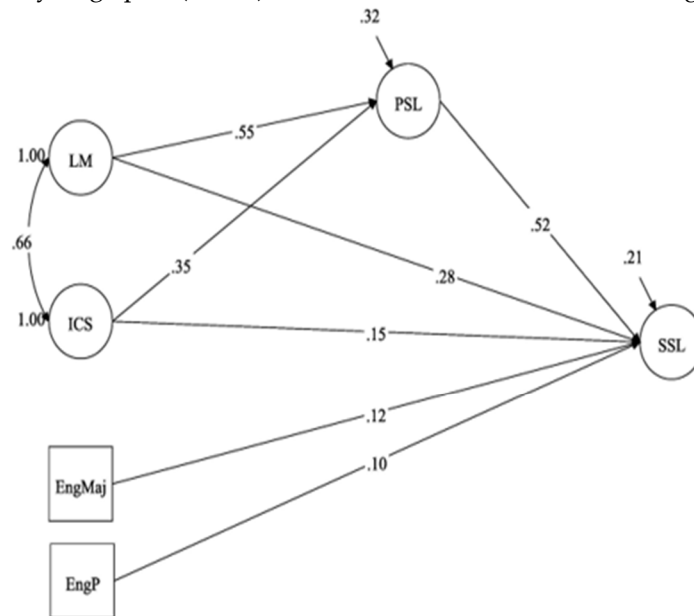 .32
PSL
1.00
LM
.55
.66
.35
.52
.21
.28
1.00
ICS
.15
SSL
.12
EngMaj
.10
EngP